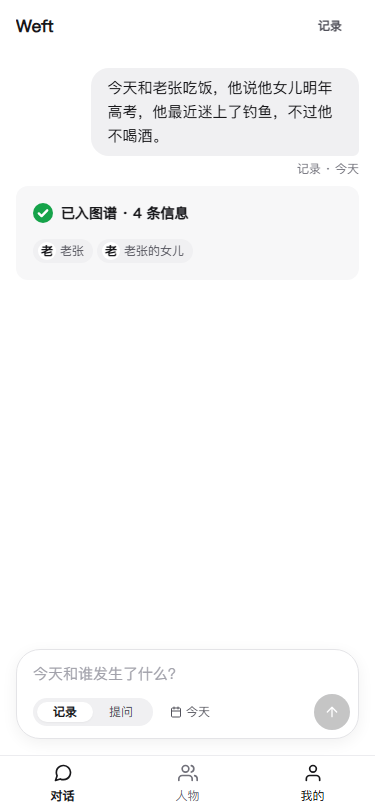 Weft
记录
今天和老张吃饭，他说他女儿明年
高考，他最近迷上了钓鱼，不过他
不喝酒。
记录 · 今天
已入图谱 · 4 条信息
老 老张 老 老张的女儿
今天和谁发生了什么?
记录 提问 今天
对话 人物 我的